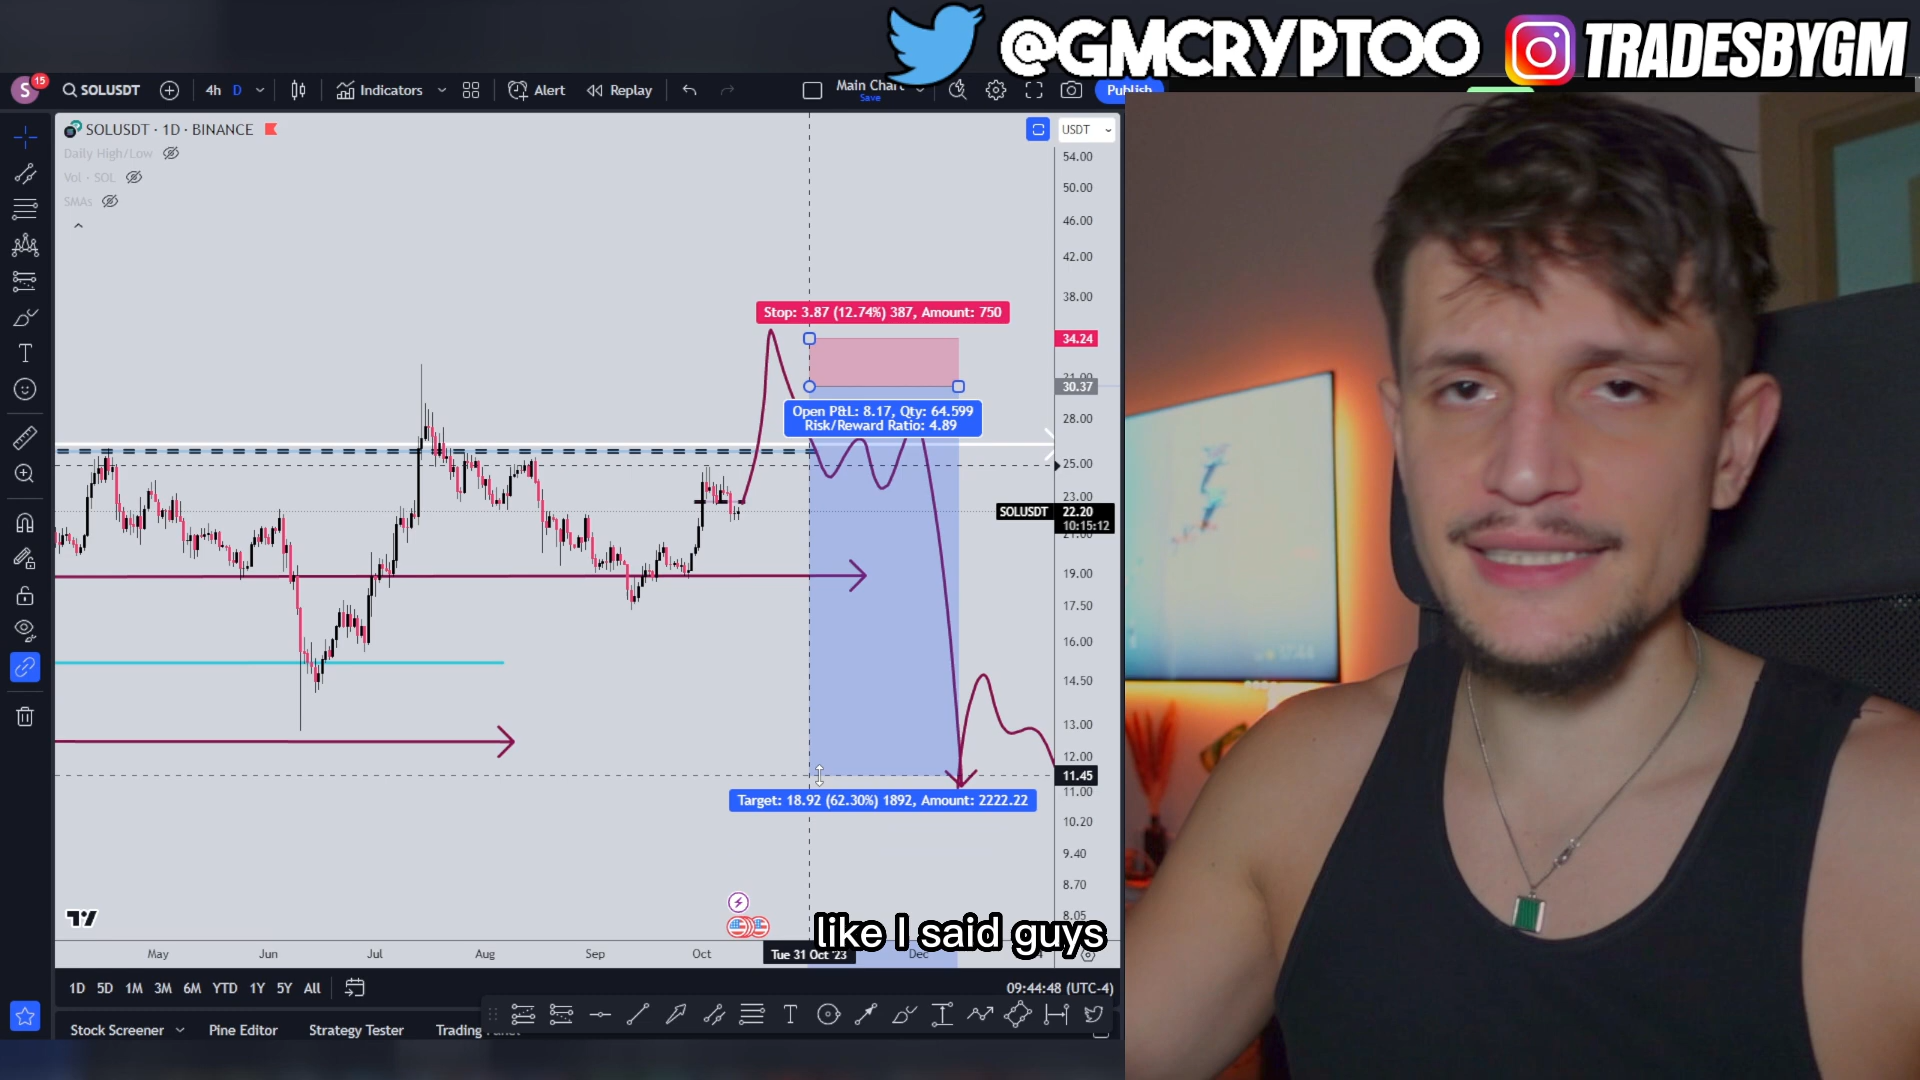 @GMCRYPTOO TRADESBYGM
S 15 SOLUSDT 4h D Indicators Alert Replay Main Chart Save Publish
SOLUSDT · 1D · BINANCE
USDT
Daily High/Low
Vol · SOL
SMAs
54.00
50.00
46.00
42.00
38.00
Stop: 3.87 (12.74%) 387, Amount: 750
34.24
30.37
Open P&L: 8.17, Qty: 64.599
Risk/Reward Ratio: 4.89
28.00
25.00
23.00
SOLUSDT 22.20
10:15:12
19.00
17.50
16.00
14.50
13.00
12.00
11.45
11.00
Target: 18.92 (62.30%) 1892, Amount: 2222.22
10.20
9.40
8.70
8.05
like I said guys
May Jun Jul Aug Sep Oct Tue 31 Oct '23 Dec
1D 5D 1M 3M 6M YTD 1Y 5Y All
09:44:48 (UTC-4)
Stock Screener Pine Editor Strategy Tester Trading